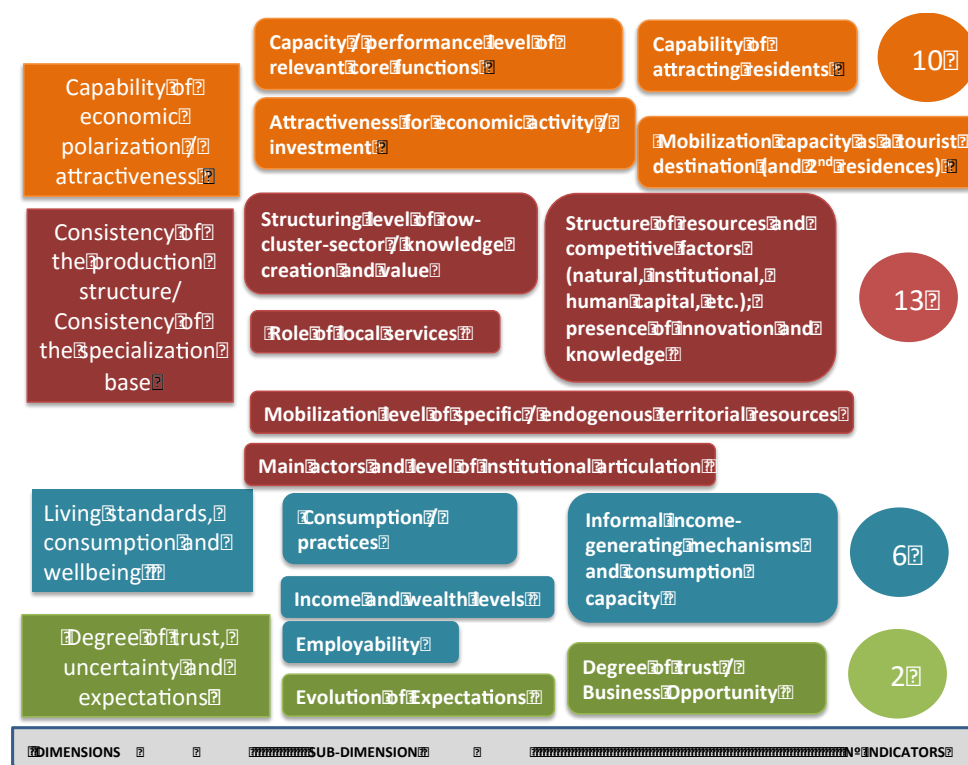 Capability of
economic
polarization /
attractiveness
Capacity / performance level of
relevant core functions
Capability of
attracting residents
10
Attractiveness for economic activity /
investment
Mobilization capacity as a tourist
destination (and 2nd residences)
Consistency of
the production
structure/
Consistency of
the specialization
base
Structuring level of row-
cluster-sector / knowledge
creation and value
Structure of resources and
competitive factors
(natural, institutional,
human capital, etc.);
presence of innovation and
knowledge
13
Role of local services
Mobilization level of specific / endogenous territorial resources
Main actors and level of institutional articulation
Living standards,
consumption and
wellbeing
Consumption /
practices
Informal income-
generating mechanisms
and consumption
capacity
6
Income and wealth levels
Employability
Degree of trust,
uncertainty and
expectations
Evolution of Expectations
Degree of trust /
Business Opportunity
2
DIMENSIONS SUB-DIMENSION Nº INDICATORS